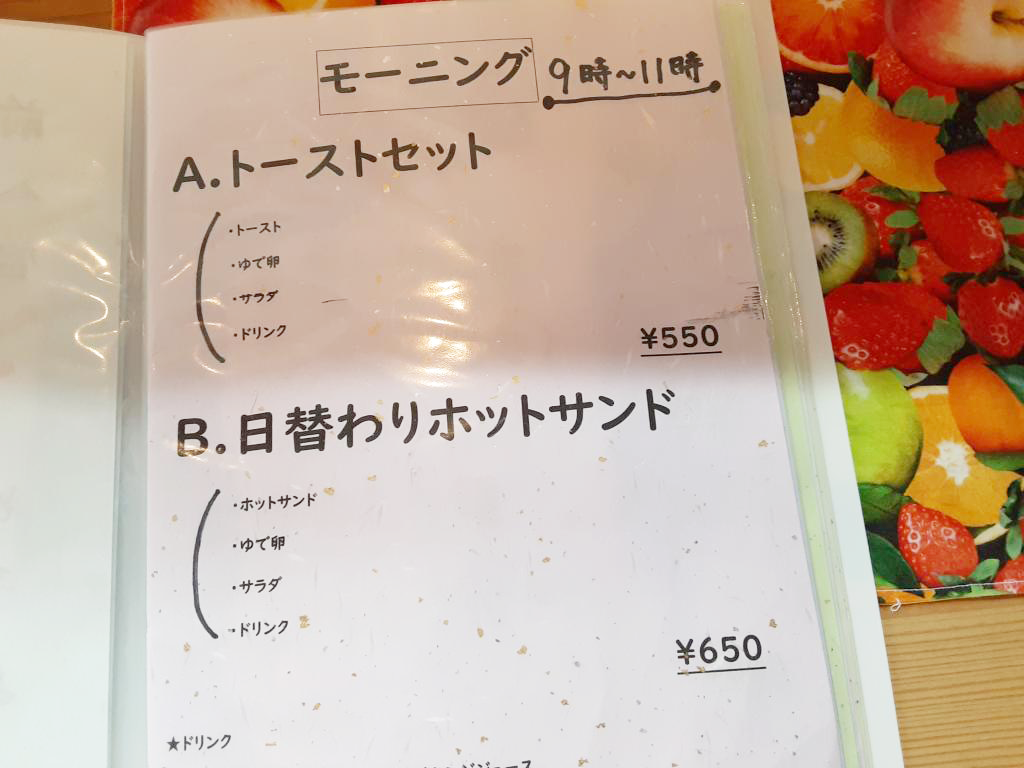 モーニング 9時~11時
A.トーストセット
・トースト
・ゆで卵
・サラダ
・ドリンク
¥550
B.日替わりホットサンド
・ホットサンド
・ゆで卵
・サラダ
・ドリンク
¥650
★ドリンク